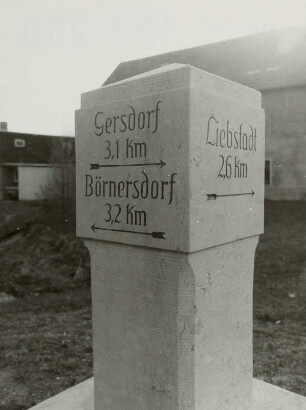 Gersdorf
3,1 Km
Börnersdorf
3,2 Km
Liebstadt
2,6 Km